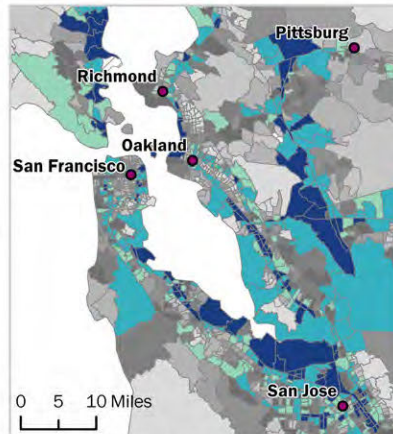 Pittsburg
Richmond
Oakland
San Francisco
San Jose
0 5 10 Miles